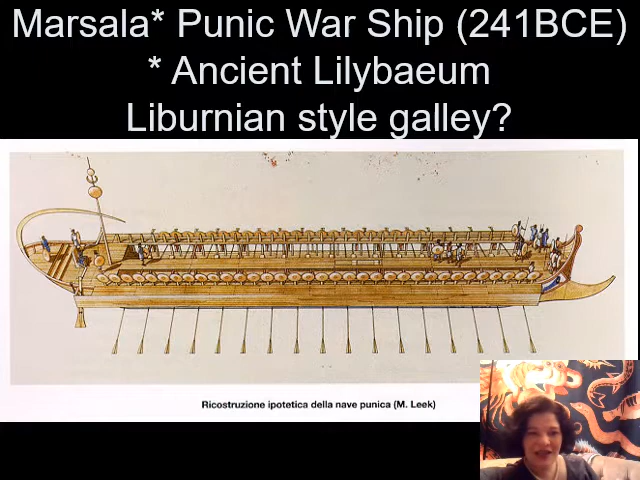 Marsala* Punic War Ship (241BCE)
* Ancient Lilybaeum
Liburnian style galley?
Ricostruzione ipotetica della nave punica (M. Leek)